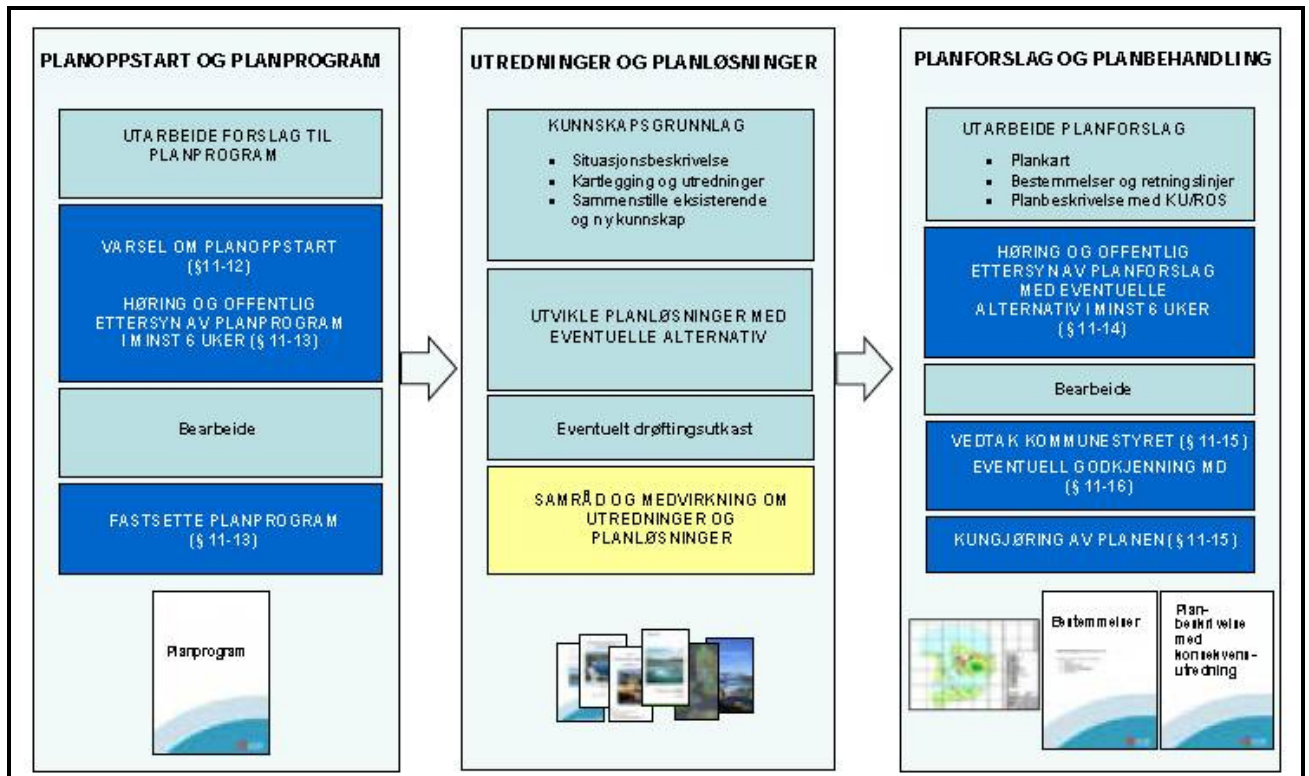 PLANOPPSTART OG PLANPROGRAM
UTARBEIDE FORSLAG TIL
PLANPROGRAM
VARSEL OM PLANOPPSTART
(§11-12)
HØRING OG OFFENTLIG
ETTERSYN AV PLANPROGRAM
I MINST 6 UKER (§ 11-13)
Bearbeide
FASTSETTE PLANPROGRAM
(§ 11-13)
Planprogram
UTREDNINGER OG PLANLØSNINGER
KUNNSKAPSGRUNNLAG
▪ Situasjonsbeskrivelse
▪ Kartlegging og utredninger
▪ Sammenstille eksisterende
og ny kunnskap
UTVIKLE PLANLØSNINGER MED
EVENTUELLE ALTERNATIV
Eventuelt drøftingsutkast
SAMRÅD OG MEDVIRKNING OM
UTREDNINGER OG
PLANLØSNINGER
PLANFORSLAG OG PLANBEHANDLING
UTARBEIDE PLANFORSLAG
▪ Plankart
▪ Bestemmelser og retningslinjer
▪ Planbeskrivelse med KU/ROS
HØRING OG OFFENTLIG
ETTERSYN AV PLANFORSLAG
MED EVENTUELLE
ALTERNATIV I MINST 6 UKER
(§ 11-14)
Bearbeide
VEDTAK KOMMUNESTYRET (§ 11-15)
EVENTUELL GODKJENNING MD
(§ 11-16)
KUNGJØRING AV PLANEN (§ 11-15)
Bestemmelser
Plan-
beskrivelse
med
konsekvens-
utredning